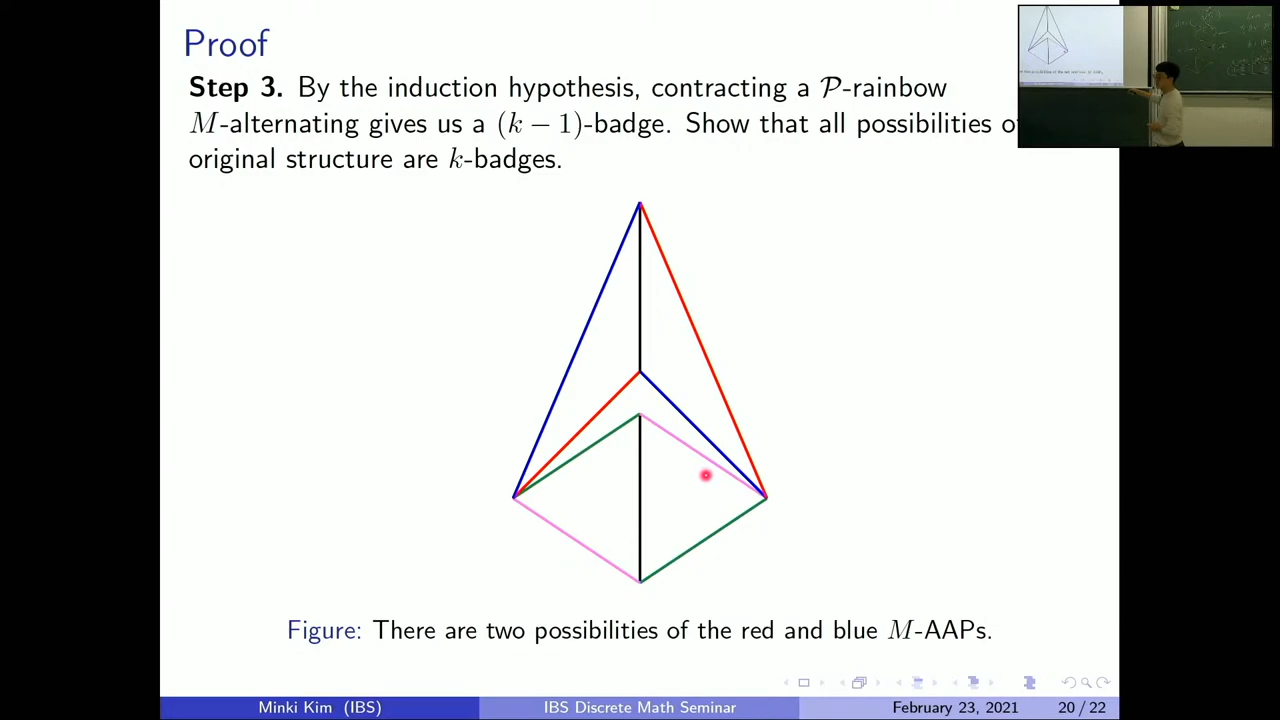 Proof
Step 3. By the induction hypothesis, contracting a 𝒫-rainbow
M-alternating gives us a (k − 1)-badge. Show that all possibilities
original structure are k-badges.
Figure: There are two possibilities of the red and blue M-AAPs.
Minki Kim (IBS) IBS Discrete Math Seminar February 23, 2021 20 / 22